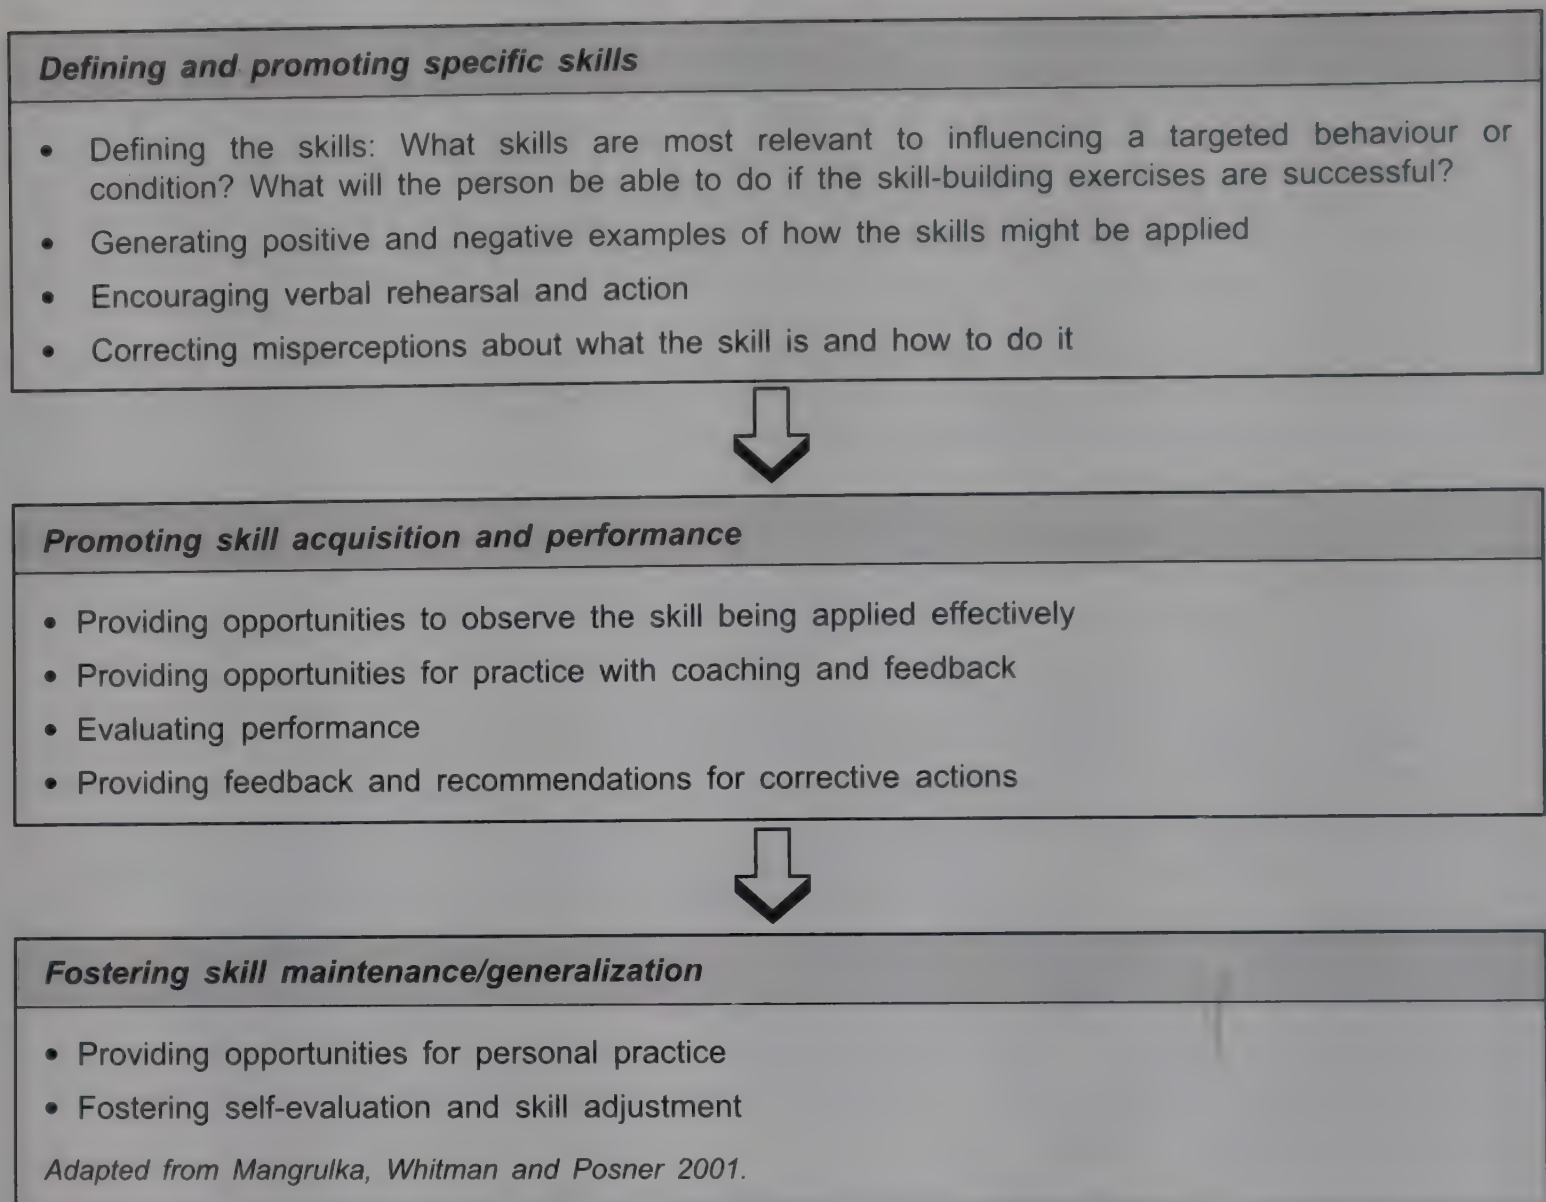 Defining and promoting specific skills
• Defining the skills: What skills are most relevant to influencing a targeted behaviour or
condition? What will the person be able to do if the skill-building exercises are successful?
• Generating positive and negative examples of how the skills might be applied
• Encouraging verbal rehearsal and action
• Correcting misperceptions about what the skill is and how to do it
Promoting skill acquisition and performance
• Providing opportunities to observe the skill being applied effectively
• Providing opportunities for practice with coaching and feedback
• Evaluating performance
• Providing feedback and recommendations for corrective actions
Fostering skill maintenance/generalization
• Providing opportunities for personal practice
• Fostering self-evaluation and skill adjustment
Adapted from Mangrulka, Whitman and Posner 2001.